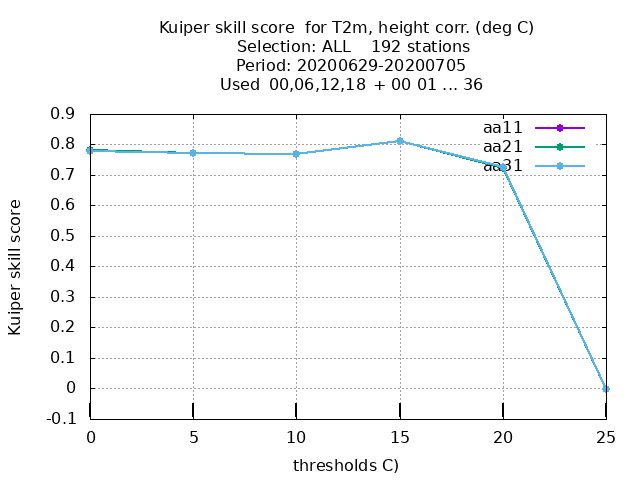 Kuiper skill score  for T2m, height corr. (deg C)
Selection: ALL    192 stations
Period: 20200629-20200705
Used  00,06,12,18  + 00 01 ... 36
0.9
0.8
0.7
0.6
0.5
0.4
0.3
0.2
0.1
0
-0.1
Kuiper skill score
aa11
aa21
aa31
0 5 10 15 20 25
thresholds C)